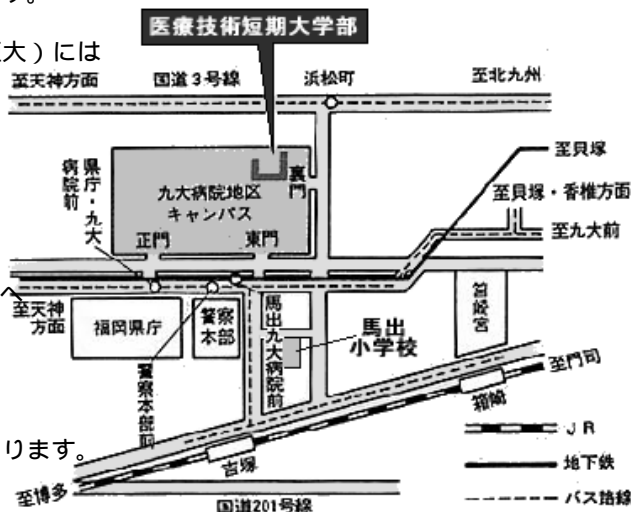 す。
医療技術短期大学部
大）には
至天神方面
国道３号線
浜松町
至北九州
県庁・九大
病院前
裏門
九大病院地区
キャンパス
正門
東門
至貝塚
至貝塚・香椎方面
至九大前
へ
至天神
方面
福岡県庁
警察
本部
馬出九大病院前
馬出
小学校
筥崎宮
警察本部前
至門司
箱崎
ります。
吉塚
至博多
国道201号線
ＪＲ
地下鉄
バス路線